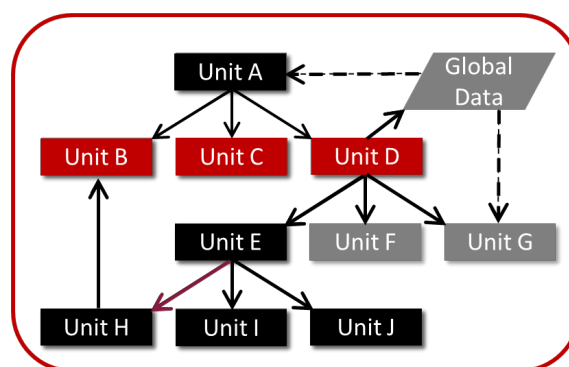 Unit A
Global
Data
Unit B
Unit C
Unit D
Unit E
Unit F
Unit G
Unit H
Unit I
Unit J